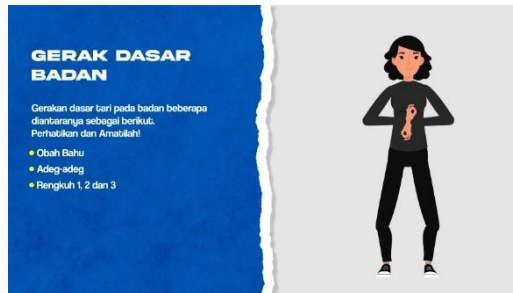 GERAK DASAR
BADAN
Gerakan dasar tari pada badan beberapa
diantaranya sebagai berikut.
Perhatikan dan Amatilah!
• Obah Bahu
• Adeg-adeg
• Rengkuh 1, 2 dan 3